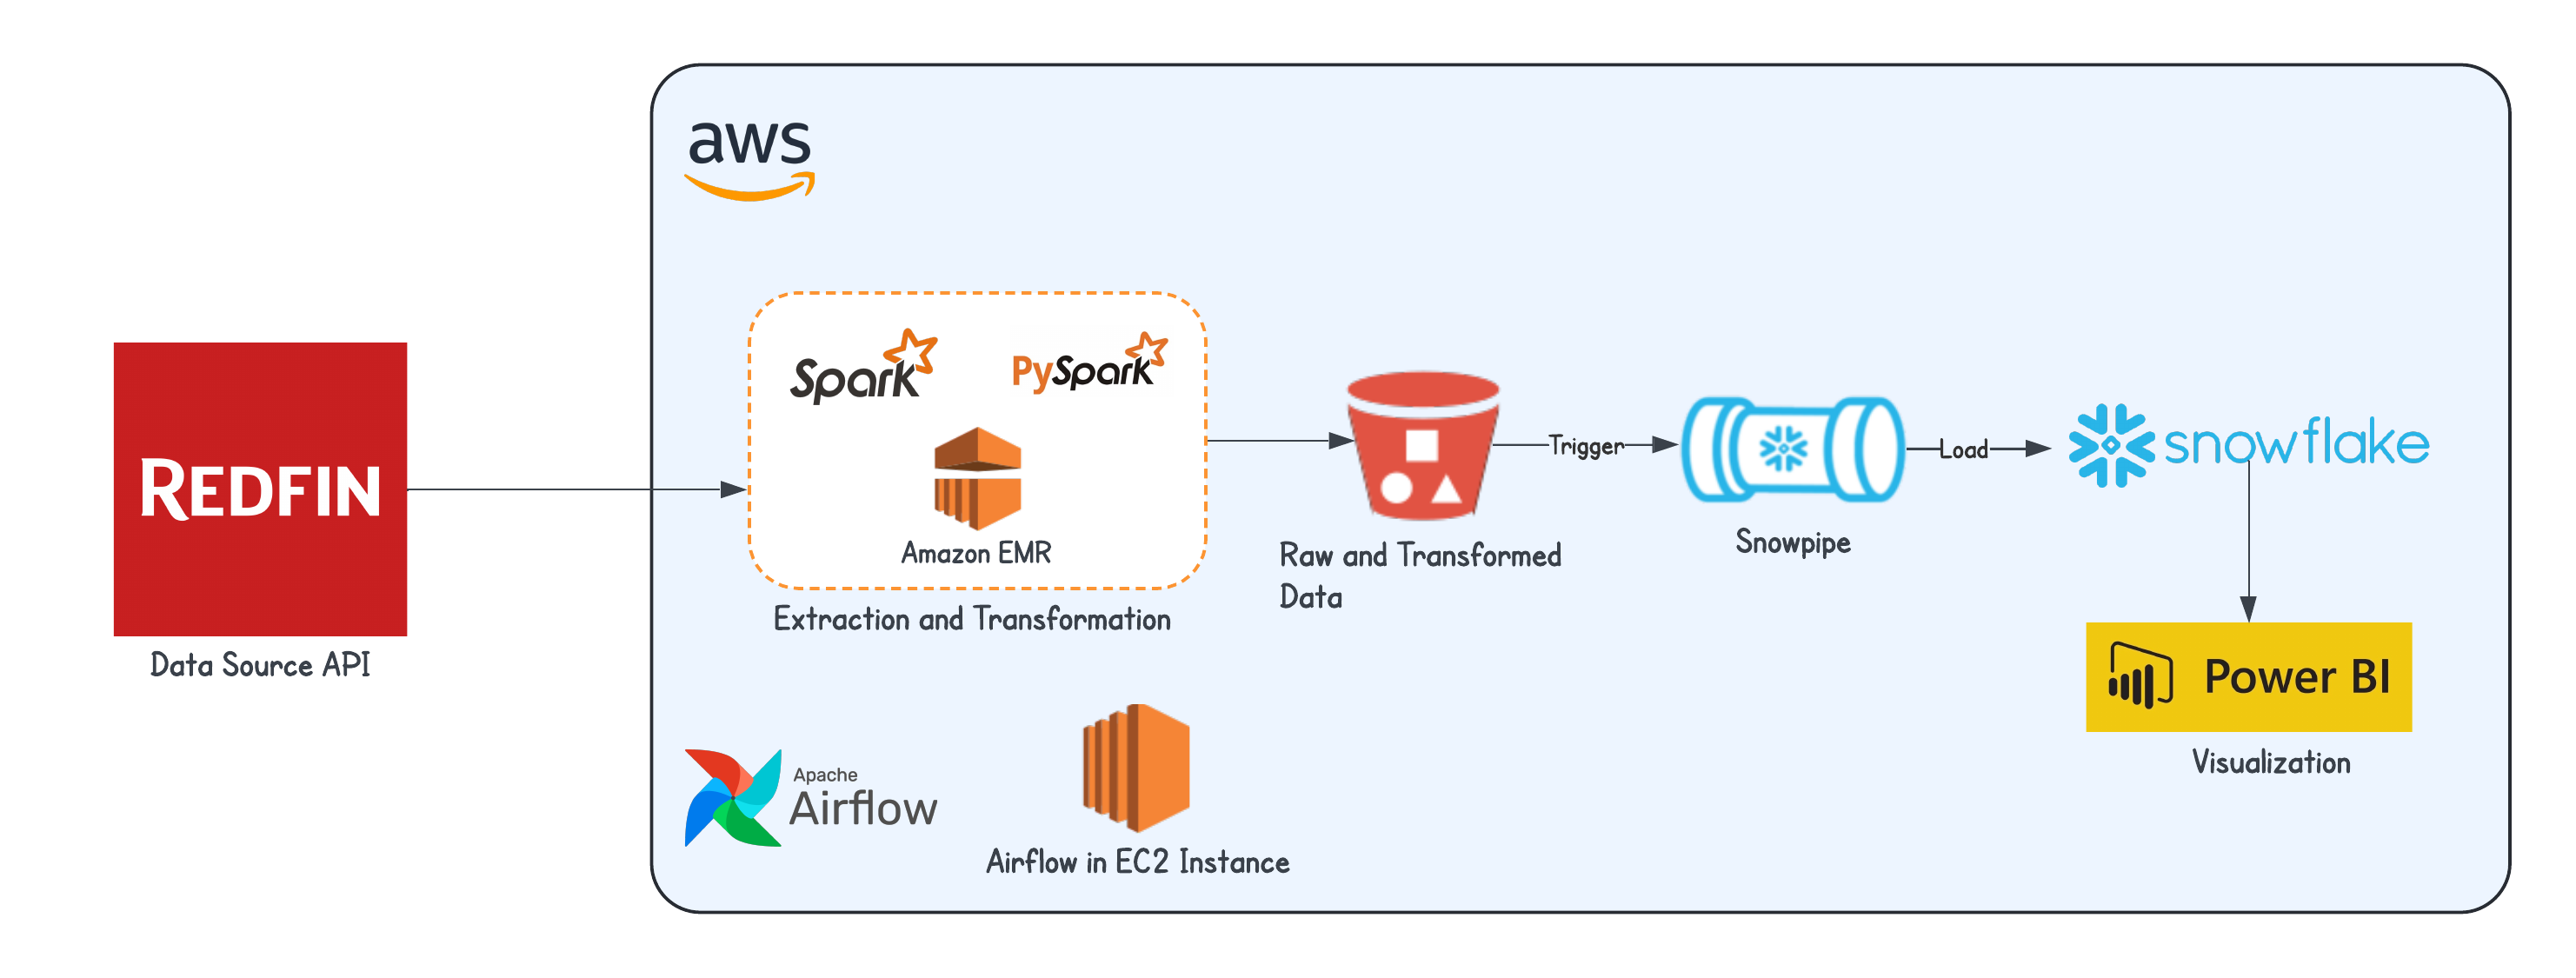 aws
Spark
PySpark
Amazon EMR
Extraction and Transformation
REDFIN
Data Source API
Raw and Transformed
Data
Trigger
Snowpipe
Load
snowflake
Power BI
Visualization
Apache
Airflow
Airflow in EC2 Instance